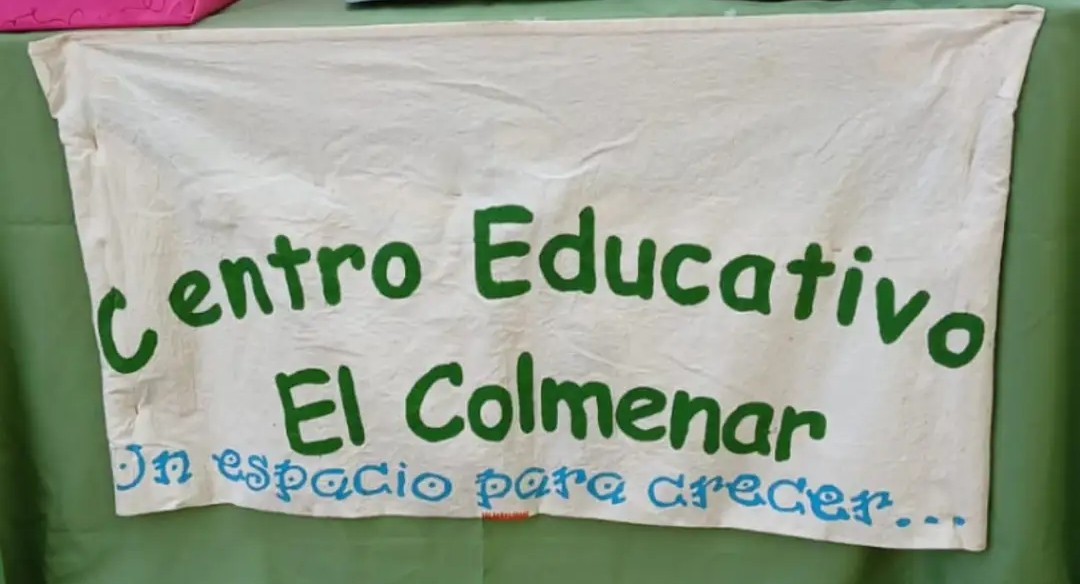 Centro Educativo
El Colmenar
Un espacio para crecer...